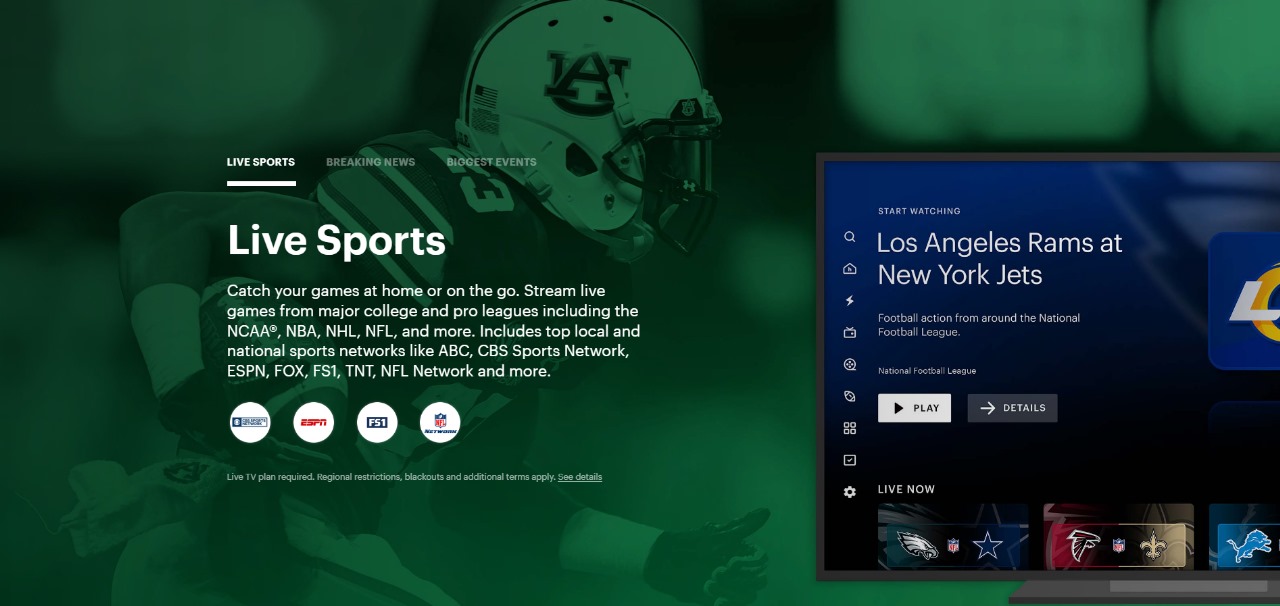 LIVE SPORTS
BREAKING NEWS
BIGGEST EVENTS
Live Sports
Catch your games at home or on the go. Stream live
games from major college and pro leagues including the
NCAA®, NBA, NHL, NFL, and more. Includes top local and
national sports networks like ABC, CBS Sports Network,
ESPN, FOX, FS1, TNT, NFL Network and more.
CBS SPORTS
NETWORK
ESPN
FS1
NFL
NETWORK
Live TV plan required. Regional restrictions, blackouts and additional terms apply. See details
START WATCHING
Los Angeles Rams at
New York Jets
Football action from around the National
Football League.
National Football League
PLAY
DETAILS
LIVE NOW